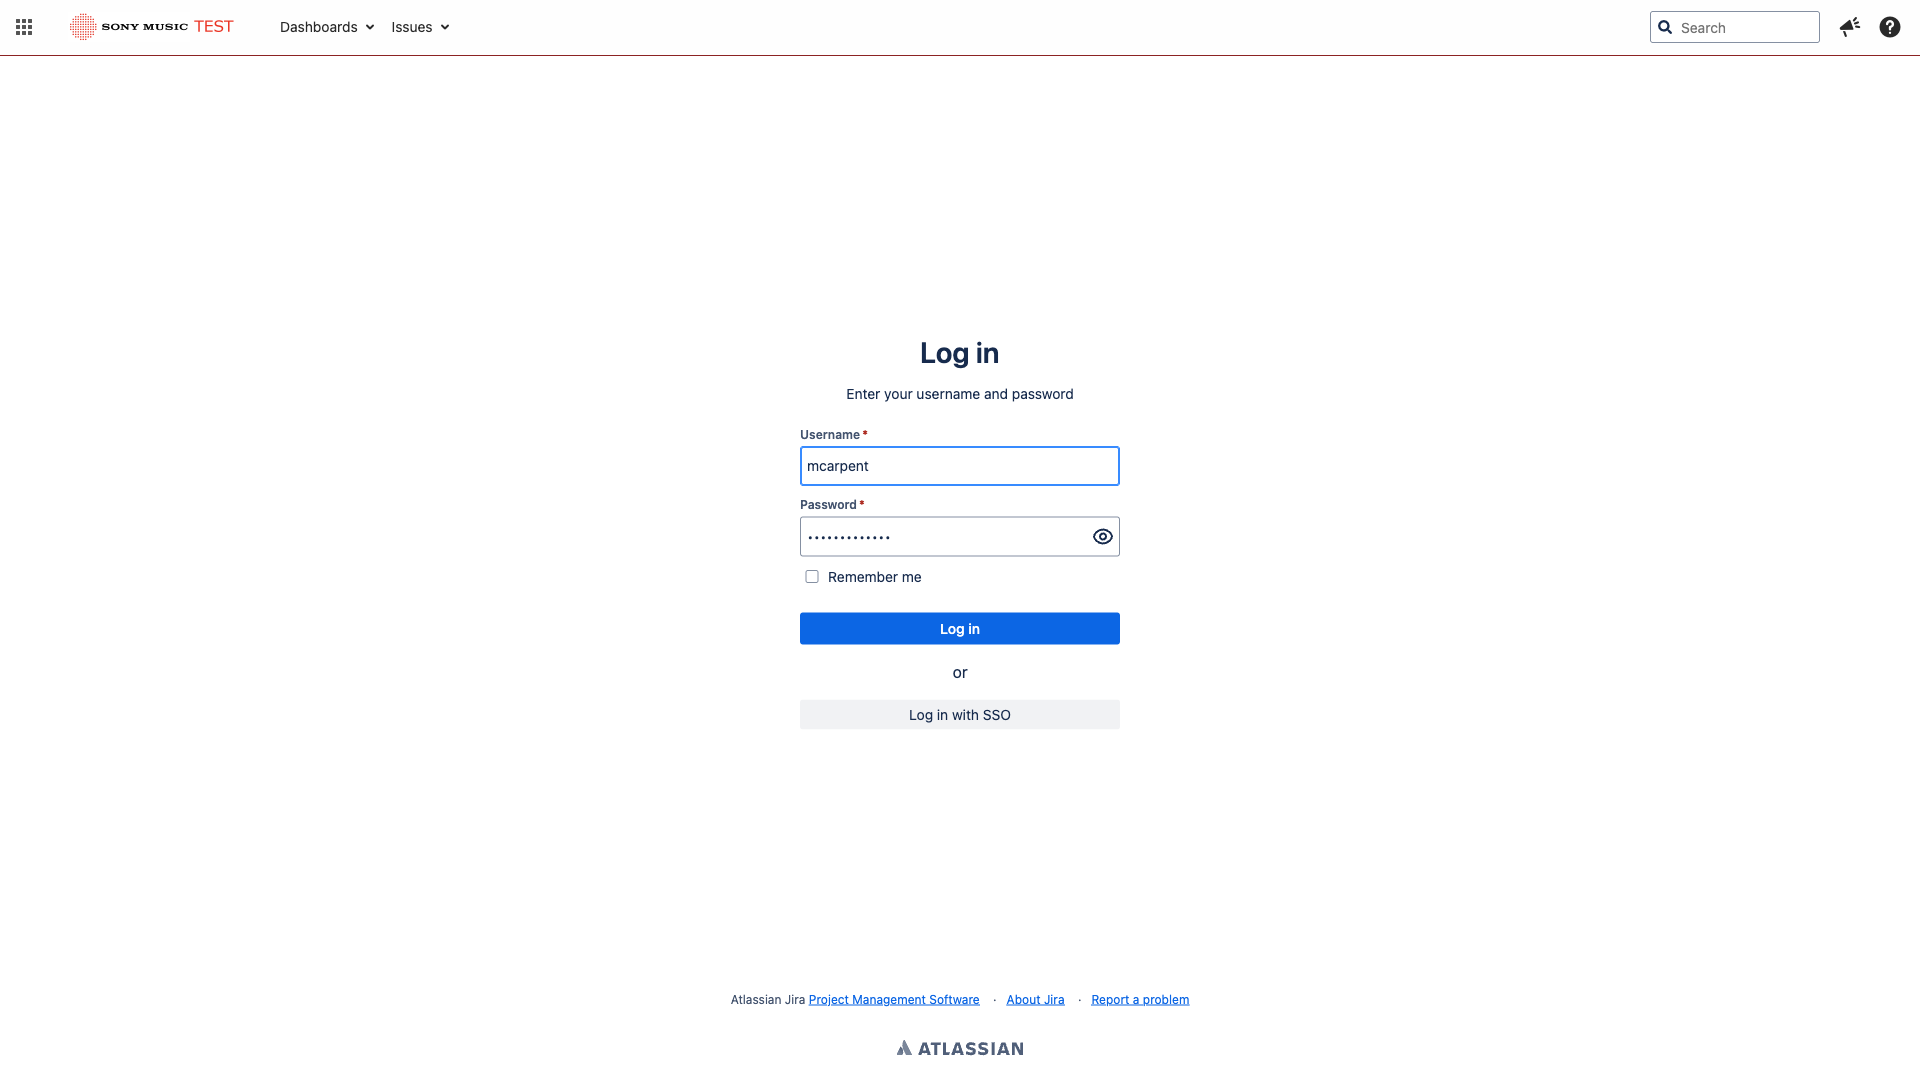 SONY MUSIC TEST Dashboards Issues Search
Log in
Enter your username and password
Username *
mcarpent
Password *
•••••••••••••
Remember me
Log in
or
Log in with SSO
Atlassian Jira Project Management Software · About Jira · Report a problem
ATLASSIAN